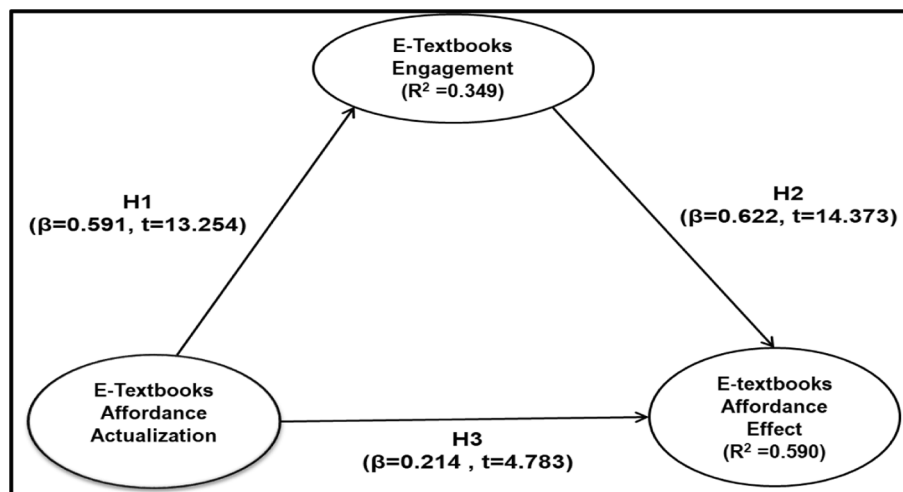 E-Textbooks
Engagement
(R² =0.349)
H1
(β=0.591, t=13.254)
H2
(β=0.622, t=14.373)
E-Textbooks
Affordance
Actualization
H3
(β=0.214 , t=4.783)
E-textbooks
Affordance
Effect
(R² =0.590)